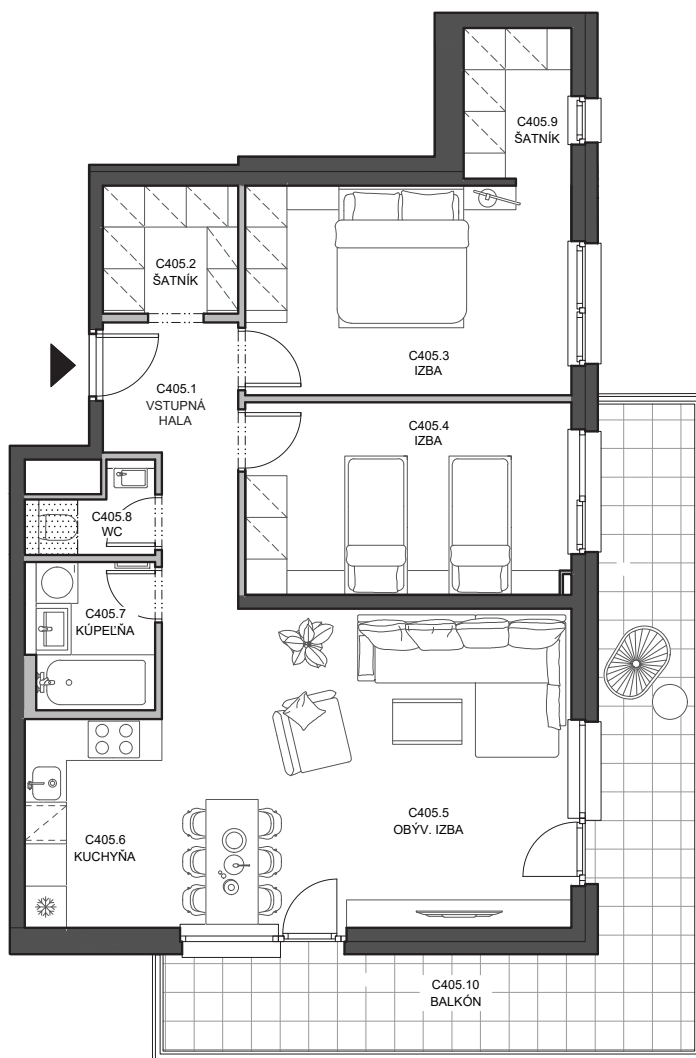 C405.9
ŠATNÍK
C405.2
ŠATNÍK
C405.3
IZBA
C405.1
VSTUPNÁ
HALA
C405.4
IZBA
C405.8
WC
C405.7
KÚPEĽŇA
C405.5
OBÝV. IZBA
C405.6
KUCHYŇA
C405.10
BALKÓN